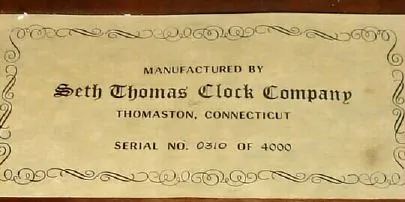 MANUFACTURED BY
Seth Thomas Clock Company
THOMASTON, CONNECTICUT
SERIAL NO. 0310 OF 4000